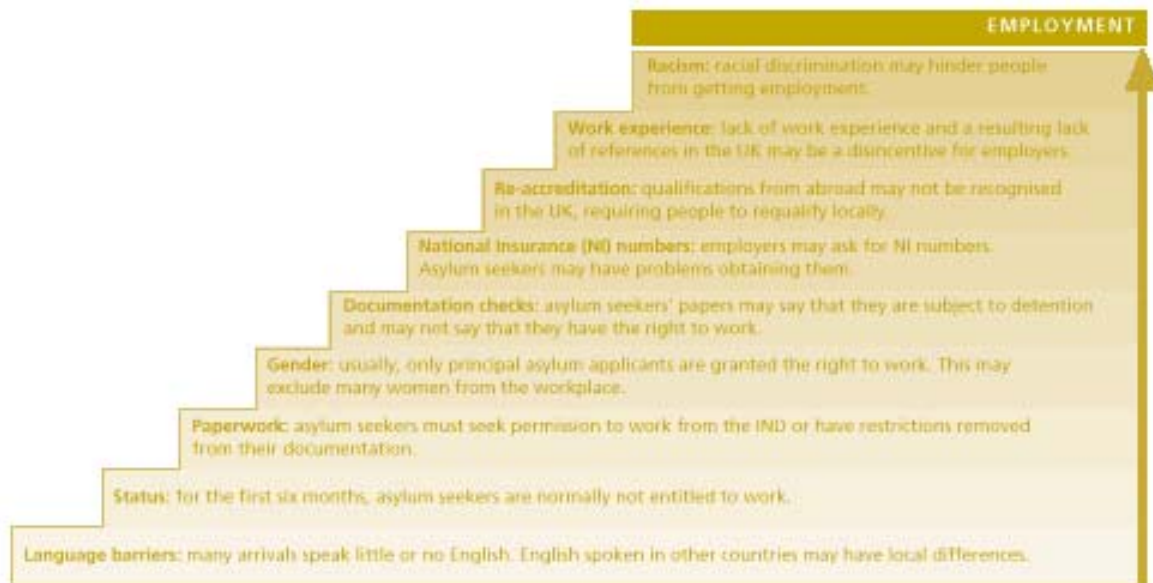 EMPLOYMENT
Racism: racial discrimination may hinder people
from getting employment.
Work experience: lack of work experience and a resulting lack
of references in the UK may be a disincentive for employers.
Re-accreditation: qualifications from abroad may not be recognised
in the UK, requiring people to requalify locally.
National Insurance (NI) numbers: employers may ask for NI numbers.
Asylum seekers may have problems obtaining them.
Documentation checks: asylum seekers' papers may say that they are subject to detention
and may not say that they have the right to work.
Gender: usually, only principal asylum applicants are granted the right to work. This may
exclude many women from the workplace.
Paperwork: asylum seekers must seek permission to work from the IND or have restrictions removed
from their documentation.
Status: for the first six months, asylum seekers are normally not entitled to work.
Language barriers: many arrivals speak little or no English. English spoken in other countries may have local differences.